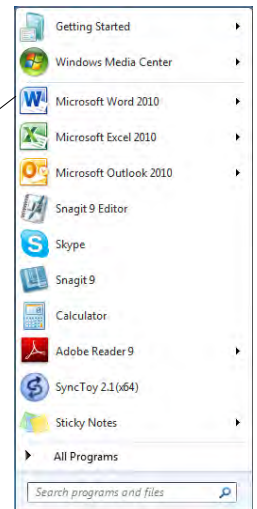 Getting Started
Windows Media Center
Microsoft Word 2010
Microsoft Excel 2010
Microsoft Outlook 2010
Snagit 9 Editor
Skype
Snagit 9
Calculator
Adobe Reader 9
SyncToy 2.1(x64)
Sticky Notes
All Programs
Search programs and files